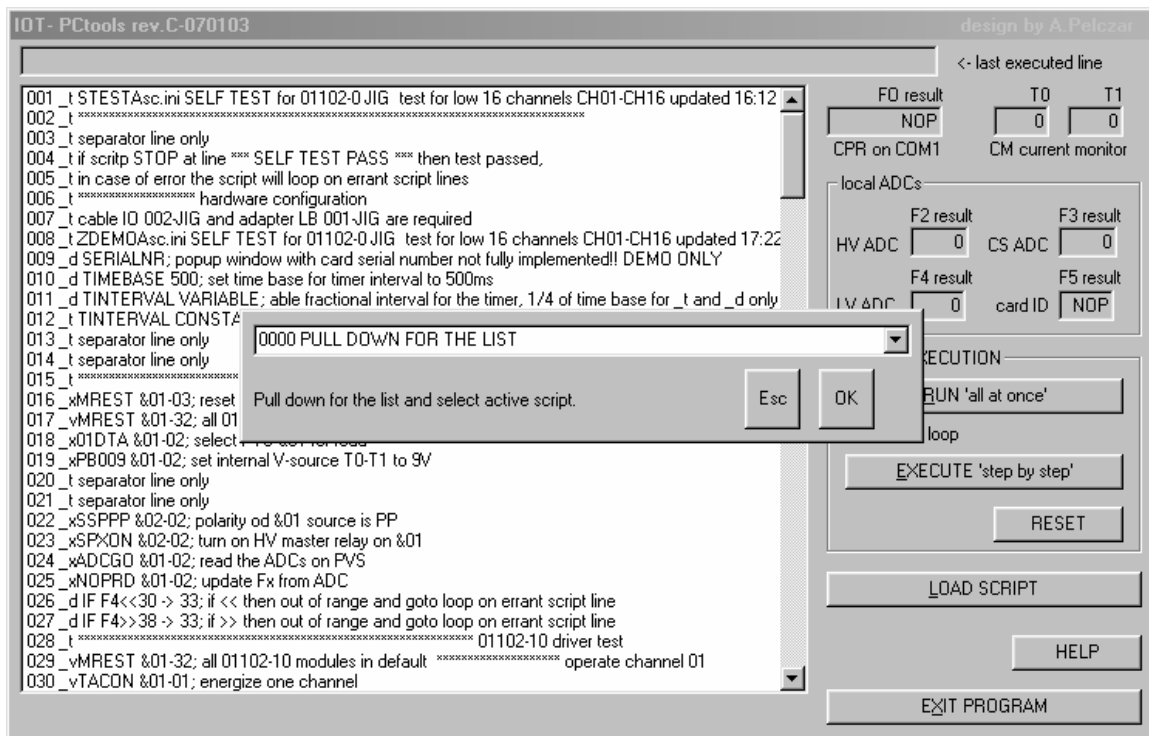 IOT- PCtools rev.C-070103
design by A.Pelczar
<- last executed line
001 _t STESTAsc.ini SELF TEST for 01102-0 JIG test for low 16 channels CH01-CH16 updated 16:12
002 _t ******************************************************************************
003 _t separator line only
004 _t if scritp STOP at line *** SELF TEST PASS *** then test passed,
005 _t in case of error the script will loop on errant script lines
006 _t ****************** hardware configuration
007 _t cable IO 002-JIG and adapter LB 001-JIG are required
008 _t ZDEMOAsc.ini SELF TEST for 01102-0 JIG test for low 16 channels CH01-CH16 updated 17:22
009 _d SERIALNR; popup window with card serial number not fully implemented!! DEMO ONLY
010 _d TIMEBASE 500; set time base for timer interval to 500ms
011 _d TINTERVAL VARIABLE; able fractional interval for the timer, 1/4 of time base for _t and _d only
012 _t TINTERVAL CONSTA
013 _t separator line only
014 _t separator line only
015 _t *************************
016 _xMREST &01-03; reset
017 _vMREST &01-32; all 01
018 _x01DTA &01-02; select
019 _xPB009 &01-02; set internal V-source T0-T1 to 9V
020 _t separator line only
021 _t separator line only
022 _xSSPPP &02-02; polarity od &01 source is PP
023 _xSPXON &02-02; turn on HV master relay on &01
024 _xADCGO &01-02; read the ADCs on PVS
025 _xNOPRD &01-02; update Fx from ADC
026 _d IF F4<<30 -> 33; if << then out of range and goto loop on errant script line
027 _d IF F4>>38 -> 33; if >> then out of range and goto loop on errant script line
028 _t ************************************************************* 01102-10 driver test
029 _vMREST &01-32; all 01102-10 modules in default ******************* operate channel 01
030 _vTACON &01-01; energize one channel
0000 PULL DOWN FOR THE LIST
Pull down for the list and select active script.
Esc
OK
F0 result T0 T1
NOP 0 0
CPR on COM1 CM current monitor
local ADCs
F2 result F3 result
HV ADC 0 CS ADC 0
F4 result F5 result
LV ADC 0 card ID NOP
ECUTION
RUN 'all at once'
loop
EXECUTE 'step by step'
RESET
LOAD SCRIPT
HELP
EXIT PROGRAM